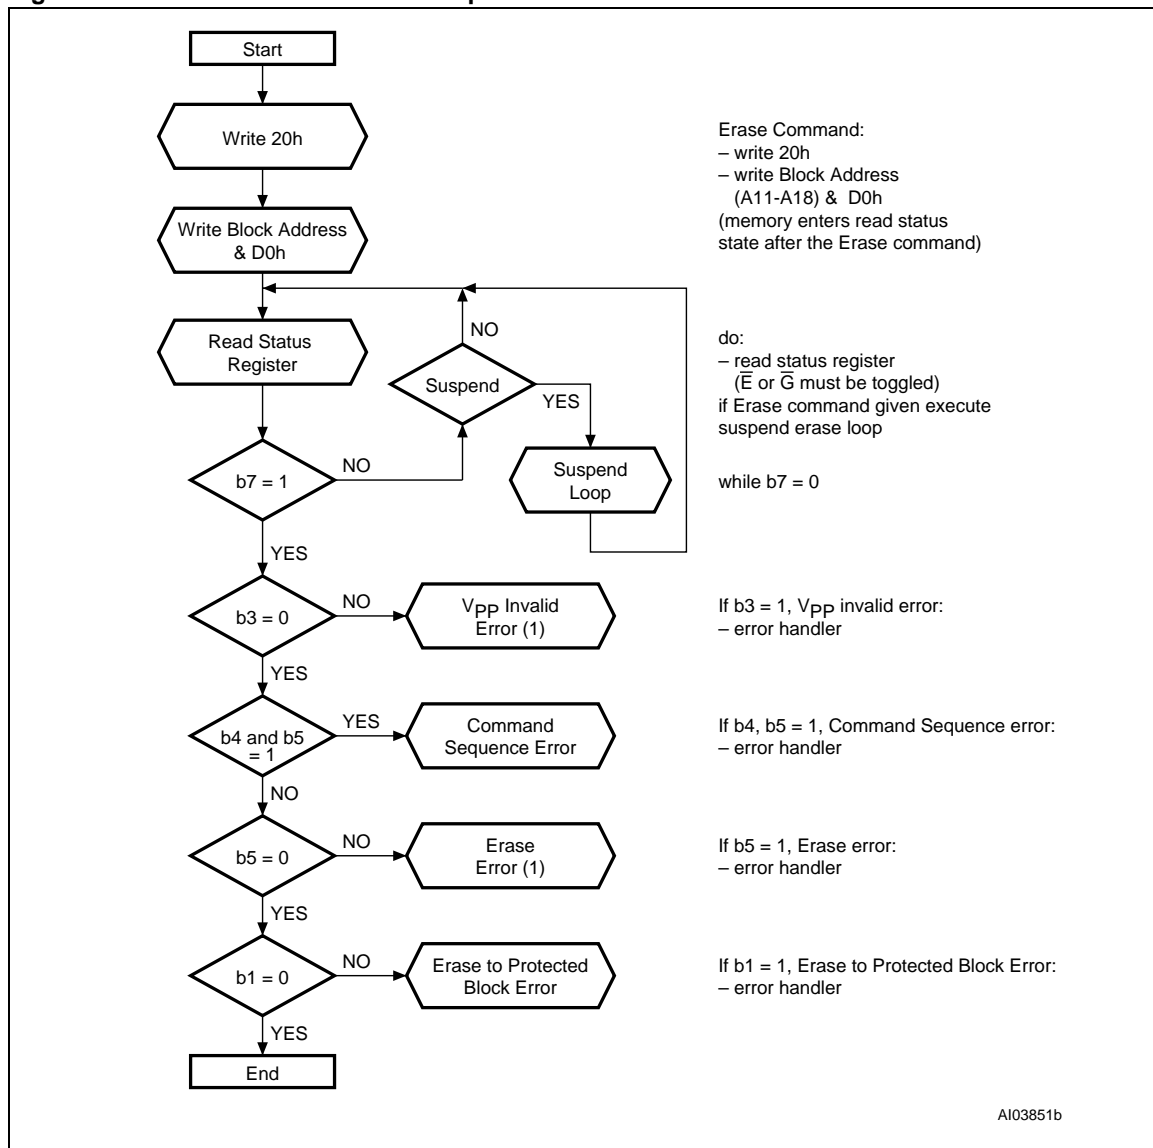 Start
Write 20h
Write Block Address
& D0h
Read Status
Register
NO
Suspend
YES
Suspend
Loop
b7 = 1
NO
YES
b3 = 0
NO
VPP Invalid
Error (1)
YES
b4 and b5
= 1
YES
Command
Sequence Error
NO
b5 = 0
NO
Erase
Error (1)
YES
b1 = 0
NO
Erase to Protected
Block Error
YES
End
Erase Command:
– write 20h
– write Block Address
(A11-A18) & D0h
(memory enters read status
state after the Erase command)
do:
– read status register
(E̅ or G̅ must be toggled)
if Erase command given execute
suspend erase loop
while b7 = 0
If b3 = 1, VPP invalid error:
– error handler
If b4, b5 = 1, Command Sequence error:
– error handler
If b5 = 1, Erase error:
– error handler
If b1 = 1, Erase to Protected Block Error:
– error handler
AI03851b